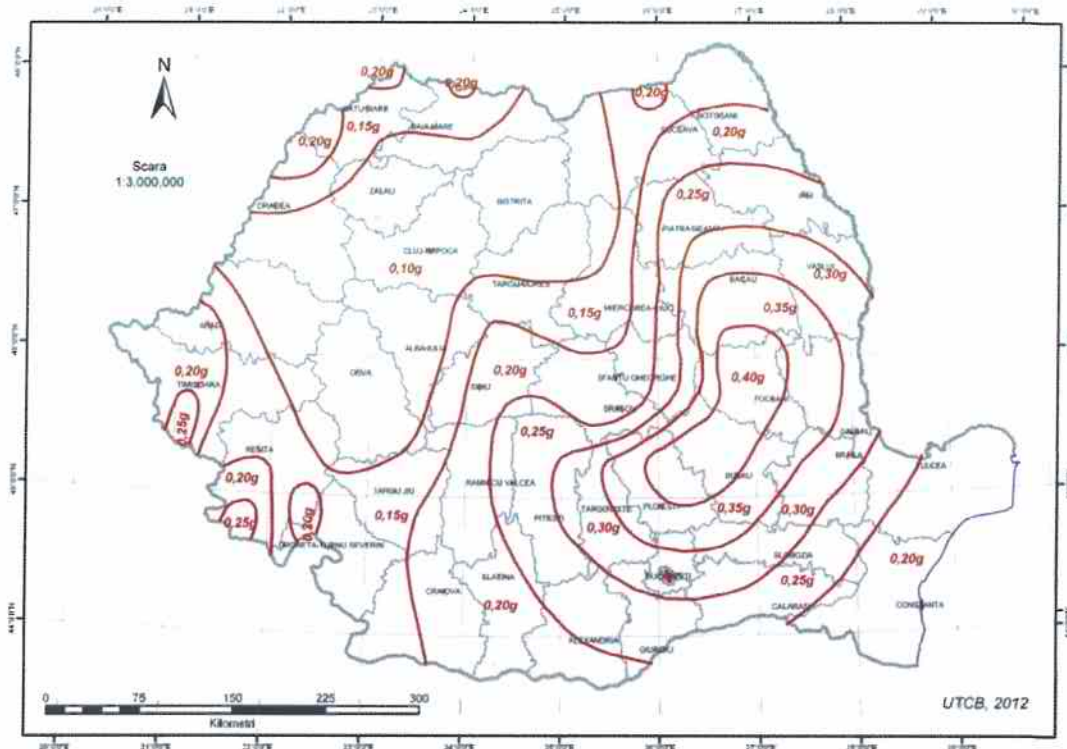 N
Scara
1:3.000,000
0,20g
0,20g
0,20g
SATU MARE
0,15g
BAIA MARE
SUCEAVA
BOTOSANI
0,20g
0,20g
ORADEA
ZALAU
BISTRITA
0,25g
IASI
PIATRA-NEAMT
CLUJ-NAPOCA
0,10g
TARGU-MURES
0,15g
MIERCUREA-CIUC
BACAU
VASLUI
0,30g
0,35g
ARAD
ALBA-IULIA
DEVA
0,20g
TIMISOARA
0,25g
SIBIU
0,20g
SFANTU GHEORGHE
BRASOV
0,40g
FOCSANI
0,25g
GALATI
BRAILA
TULCEA
RESITA
0,20g
0,25g
0,20g
TARGU JIU
0,15g
RAMNICU VALCEA
PITESTI
TARGOVISTE
0,30g
PLOIESTI
BUZAU
0,35g
0,30g
DROBETA-TURNU SEVERIN
SLOBOZIA
0,20g
BUCURESTI
0,25g
CALARASI
CONSTANTA
CRAIOVA
SLATINA
0,20g
ALEXANDRIA
GIURGIU
0 75 150 225 300
Kilometri
UTCB, 2012